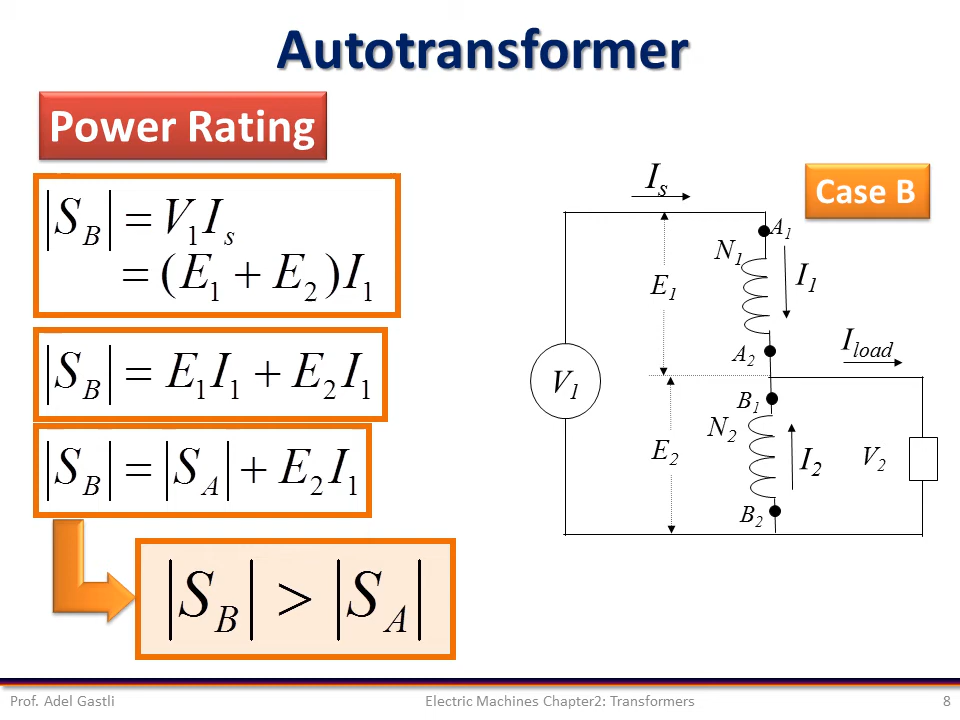 Autotransformer
Power Rating
|S_B| = V_1 I_s
= (E_1 + E_2) I_1
|S_B| = E_1 I_1 + E_2 I_1
|S_B| = |S_A| + E_2 I_1
|S_B| > |S_A|
Case B
I_s
A_1
N_1
I_1
E_1
A_2
I_load
V_1
B_1
N_2
E_2
I_2
V_2
B_2
Prof. Adel Gastli
Electric Machines Chapter2: Transformers
8